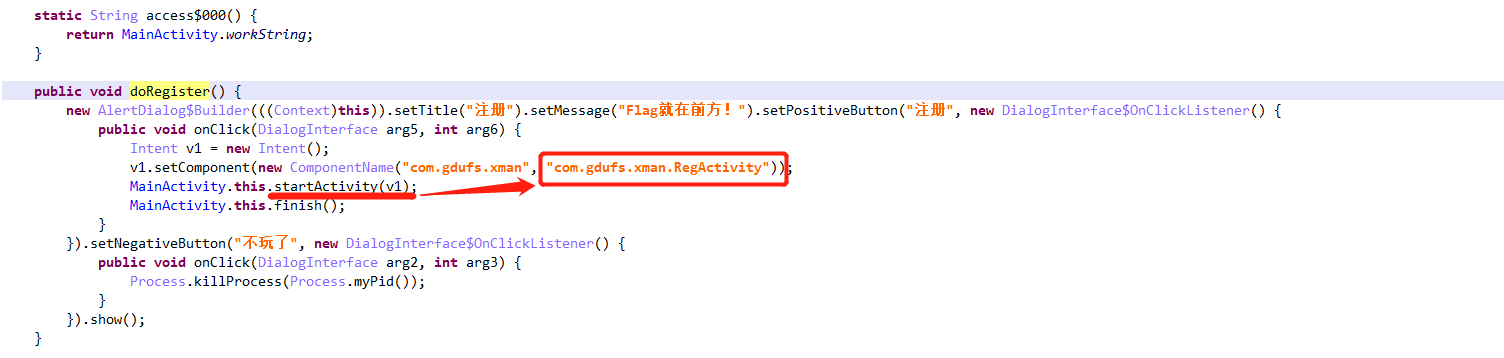 static String access$000() {
return MainActivity.workString;
}
public void doRegister() {
new AlertDialog$Builder(((Context)this)).setTitle("注册").setMessage("Flag就在前方！").setPositiveButton("注册", new DialogInterface$OnClickListener() {
public void onClick(DialogInterface arg5, int arg6) {
Intent v1 = new Intent();
v1.setComponent(new ComponentName("com.gdufs.xman", "com.gdufs.xman.RegActivity"));
MainActivity.this.startActivity(v1);
MainActivity.this.finish();
}
}).setNegativeButton("不玩了", new DialogInterface$OnClickListener() {
public void onClick(DialogInterface arg2, int arg3) {
Process.killProcess(Process.myPid());
}
}).show();
}